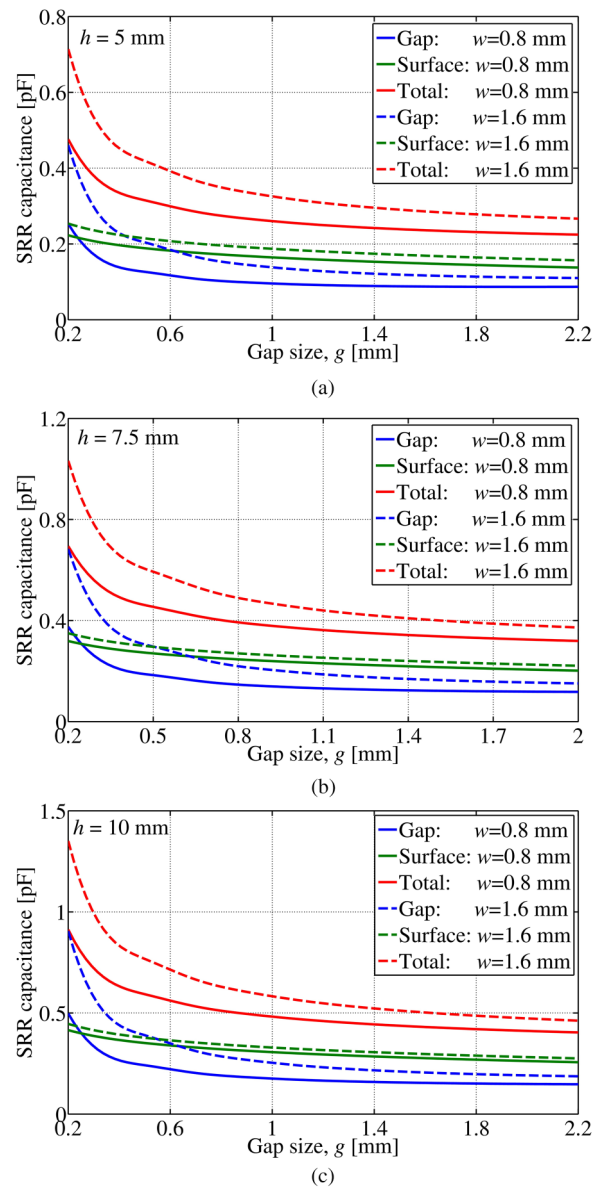 h = 5 mm
SRR capacitance [pF]
0.8
0.6
0.4
0.2
0
Gap: w=0.8 mm
Surface: w=0.8 mm
Total: w=0.8 mm
Gap: w=1.6 mm
Surface: w=1.6 mm
Total: w=1.6 mm
0.2 0.6 1 1.4 1.8 2.2
Gap size, g [mm]
(a)
h = 7.5 mm
SRR capacitance [pF]
1.2
0.8
0.4
0
Gap: w=0.8 mm
Surface: w=0.8 mm
Total: w=0.8 mm
Gap: w=1.6 mm
Surface: w=1.6 mm
Total: w=1.6 mm
0.2 0.5 0.8 1.1 1.4 1.7 2
Gap size, g [mm]
(b)
h = 10 mm
SRR capacitance [pF]
1.5
1
0.5
0
Gap: w=0.8 mm
Surface: w=0.8 mm
Total: w=0.8 mm
Gap: w=1.6 mm
Surface: w=1.6 mm
Total: w=1.6 mm
0.2 0.6 1 1.4 1.8 2.2
Gap size, g [mm]
(c)